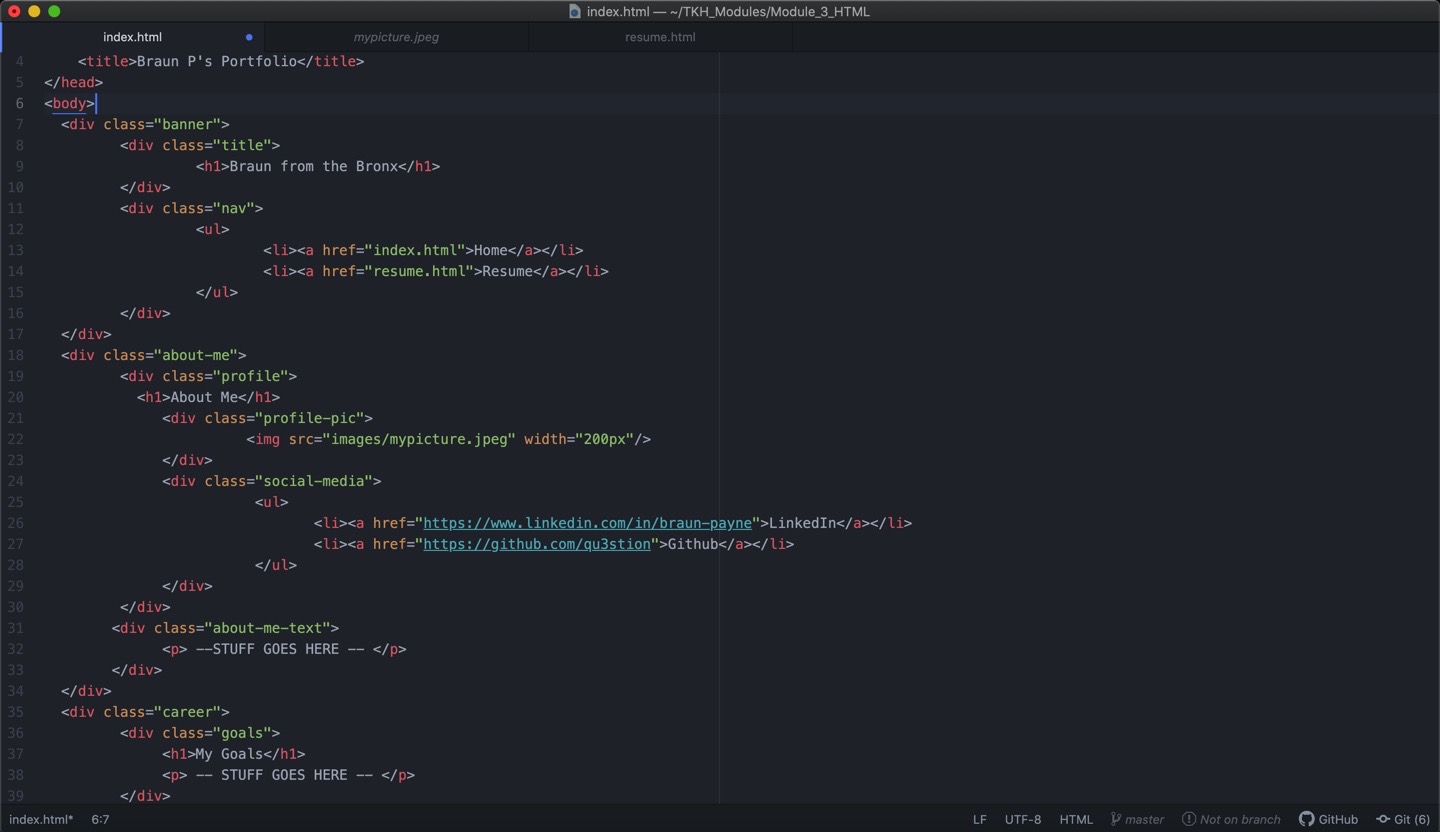 index.html — ~/TKH_Modules/Module_3_HTML
index.html mypicture.jpeg resume.html
4 <title>Braun P's Portfolio</title>
5 </head>
6 <body>
7 <div class="banner">
8 <div class="title">
9 <h1>Braun from the Bronx</h1>
10 </div>
11 <div class="nav">
12 <ul>
13 <li><a href="index.html">Home</a></li>
14 <li><a href="resume.html">Resume</a></li>
15 </ul>
16 </div>
17 </div>
18 <div class="about-me">
19 <div class="profile">
20 <h1>About Me</h1>
21 <div class="profile-pic">
22 <img src="images/mypicture.jpeg" width="200px"/>
23 </div>
24 <div class="social-media">
25 <ul>
26 <li><a href="https://www.linkedin.com/in/braun-payne">LinkedIn</a></li>
27 <li><a href="https://github.com/qu3stion">Github</a></li>
28 </ul>
29 </div>
30 </div>
31 <div class="about-me-text">
32 <p> --STUFF GOES HERE -- </p>
33 </div>
34 </div>
35 <div class="career">
36 <div class="goals">
37 <h1>My Goals</h1>
38 <p> -- STUFF GOES HERE -- </p>
39 </div>
index.html* 6:7 LF UTF-8 HTML master Not on branch GitHub Git (6)